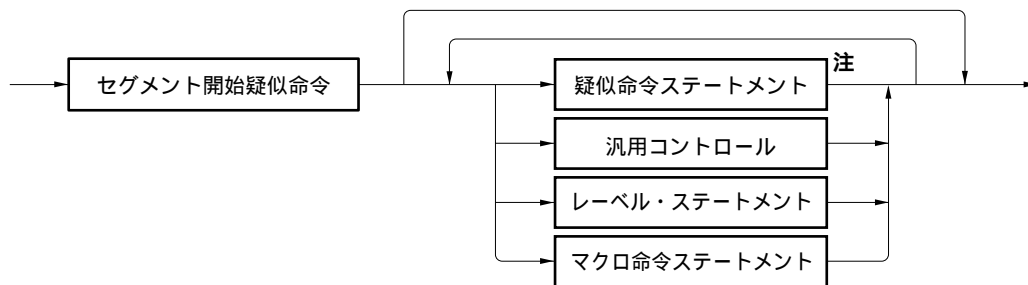 注
セグメント開始疑似命令
疑似命令ステートメント
汎用コントロール
レーベル・ステートメント
マクロ命令ステートメント